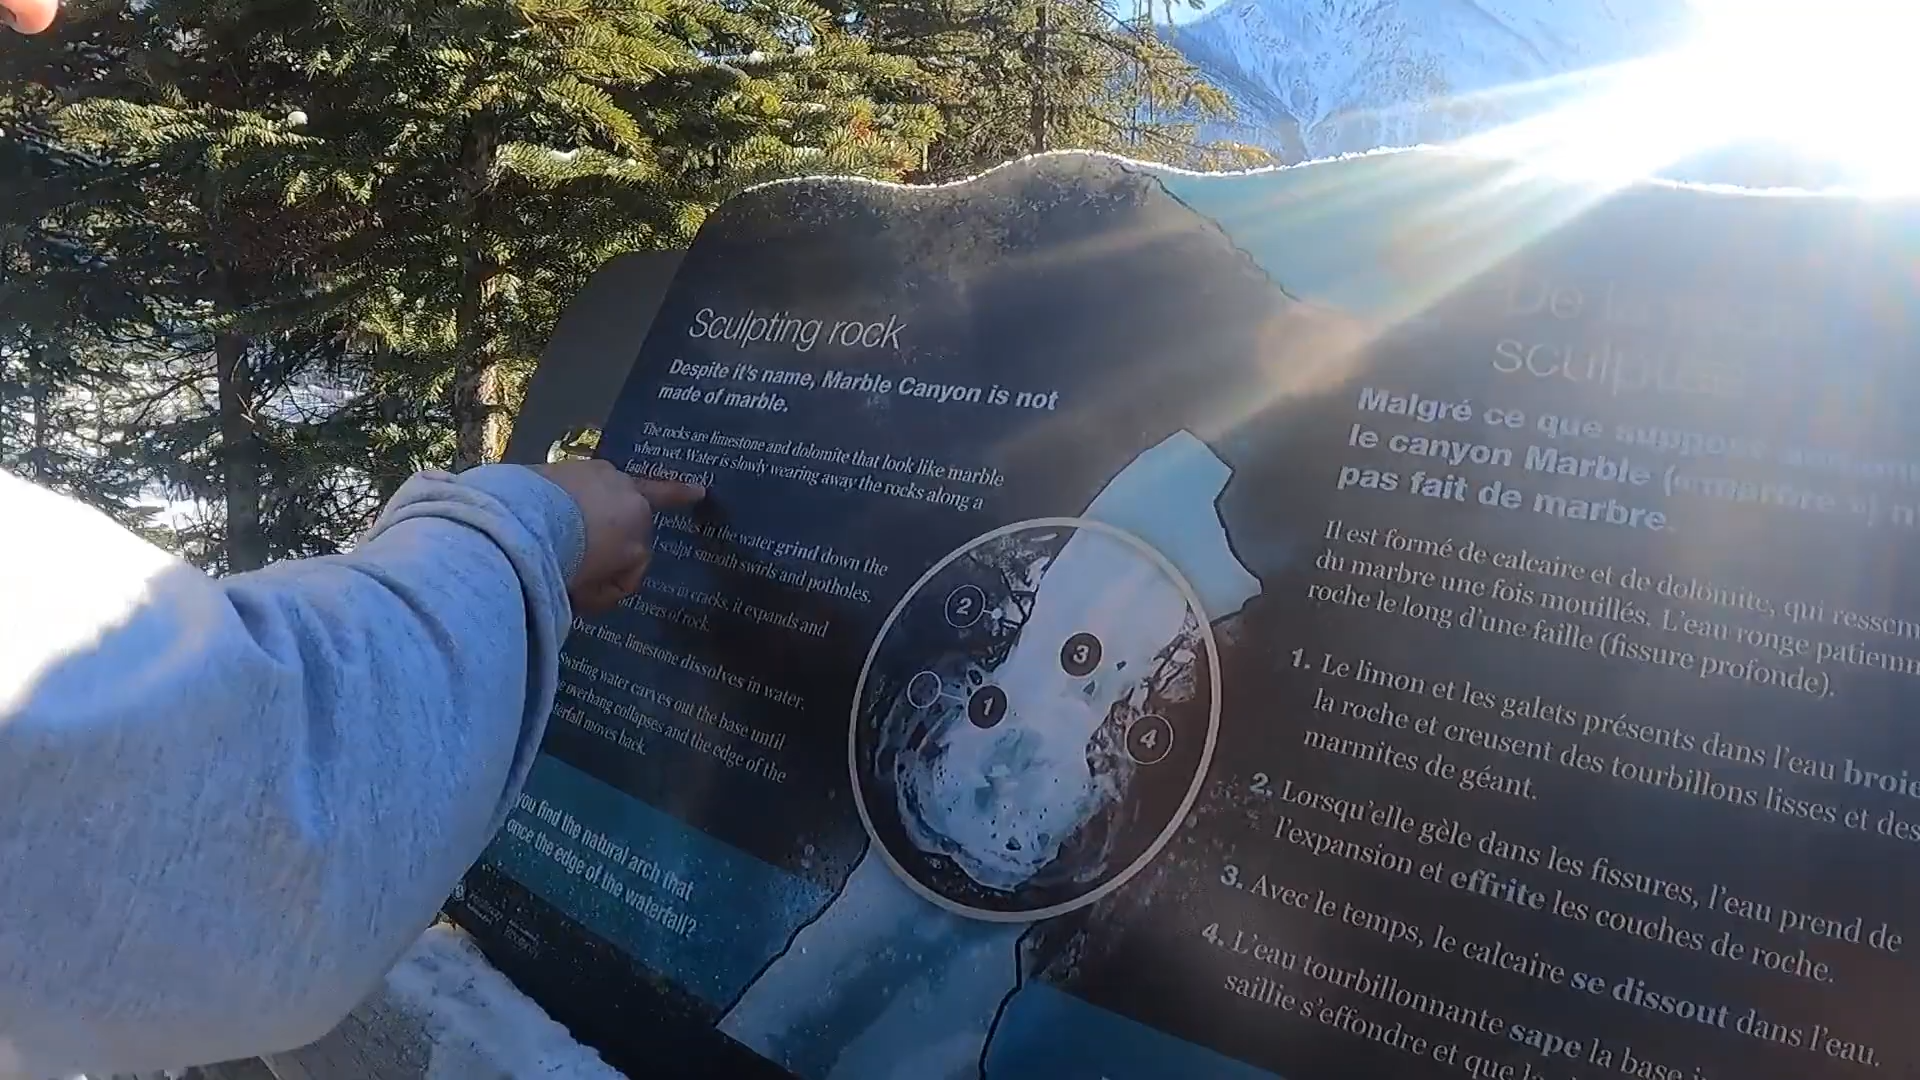 Sculpting rock
Despite it's name, Marble Canyon is not
made of marble.
The rocks are limestone and dolomite that look like marble
when wet. Water is slowly wearing away the rocks along a
fault (deep crack).
pebbles in the water grind down the
sculpt smooth swirls and potholes.
in cracks, it expands and
layers of rock.
Over time, limestone dissolves in water.
Swirling water carves out the base until
overhang collapses and the edge of the
moves back.
you find the natural arch that
once the edge of the waterfall?
2
3
1
4
De
Malgré ce que
le canyon Marble
pas fait de marbre.
Il est formé de calcaire et de dolomite, qui
du marbre une fois mouillés. L'eau ronge
roche le long d'une faille (fissure profonde).
1. Le limon et les galets présents dans l'eau
la roche et creusent des tourbillons lisses et des
marmites de géant.
2. Lorsqu'elle gèle dans les fissures, l'eau prend de
l'expansion et effrite les couches de roche.
3. Avec le temps, le calcaire se dissout dans l'eau.
4. L'eau tourbillonnante sape la base
saillie s'effondre et que